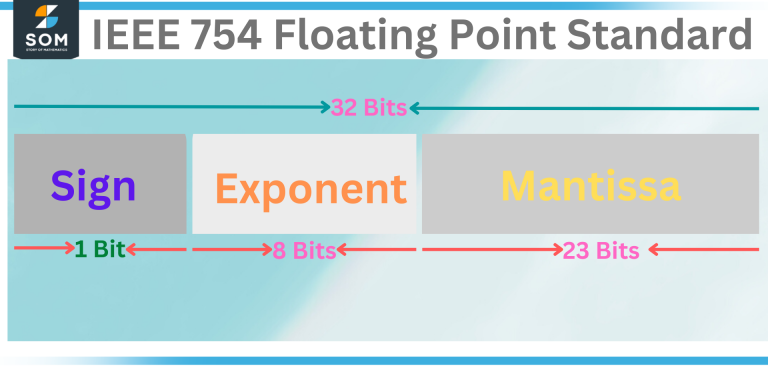 SOM
STORY OF MATHEMATICS
IEEE 754 Floating Point Standard
32 Bits
Sign
Exponent
Mantissa
1 Bit
8 Bits
23 Bits